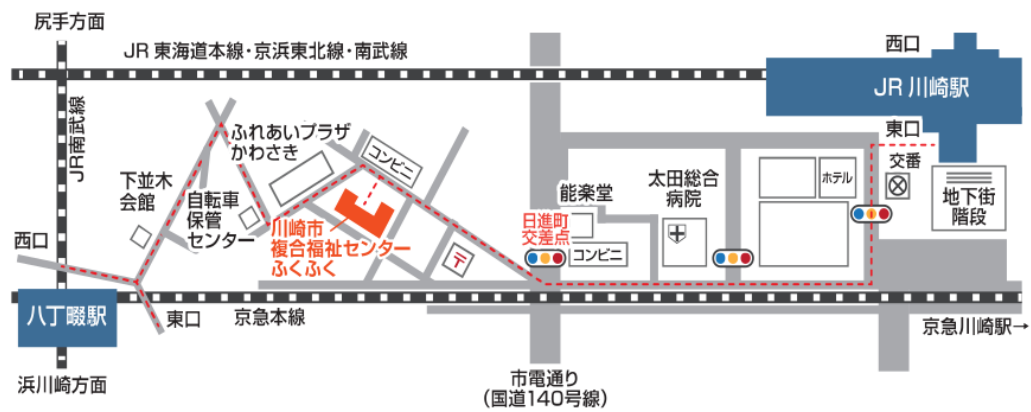 尻手方面
JR 東海道本線・京浜東北線・南武線
西口
JR 川崎駅
東口
JR南武線
ふれあいプラザ
かわさき
コンビニ
交番
下並木
会館
自転車
保管
センター
太田総合
病院
ホテル
地下街
階段
能楽堂
川崎市
複合福祉センター
ふくふく
日進町
交差点
コンビニ
〒
西口
八丁畷駅
東口
京急本線
京急川崎駅→
浜川崎方面
市電通り
(国道140号線)